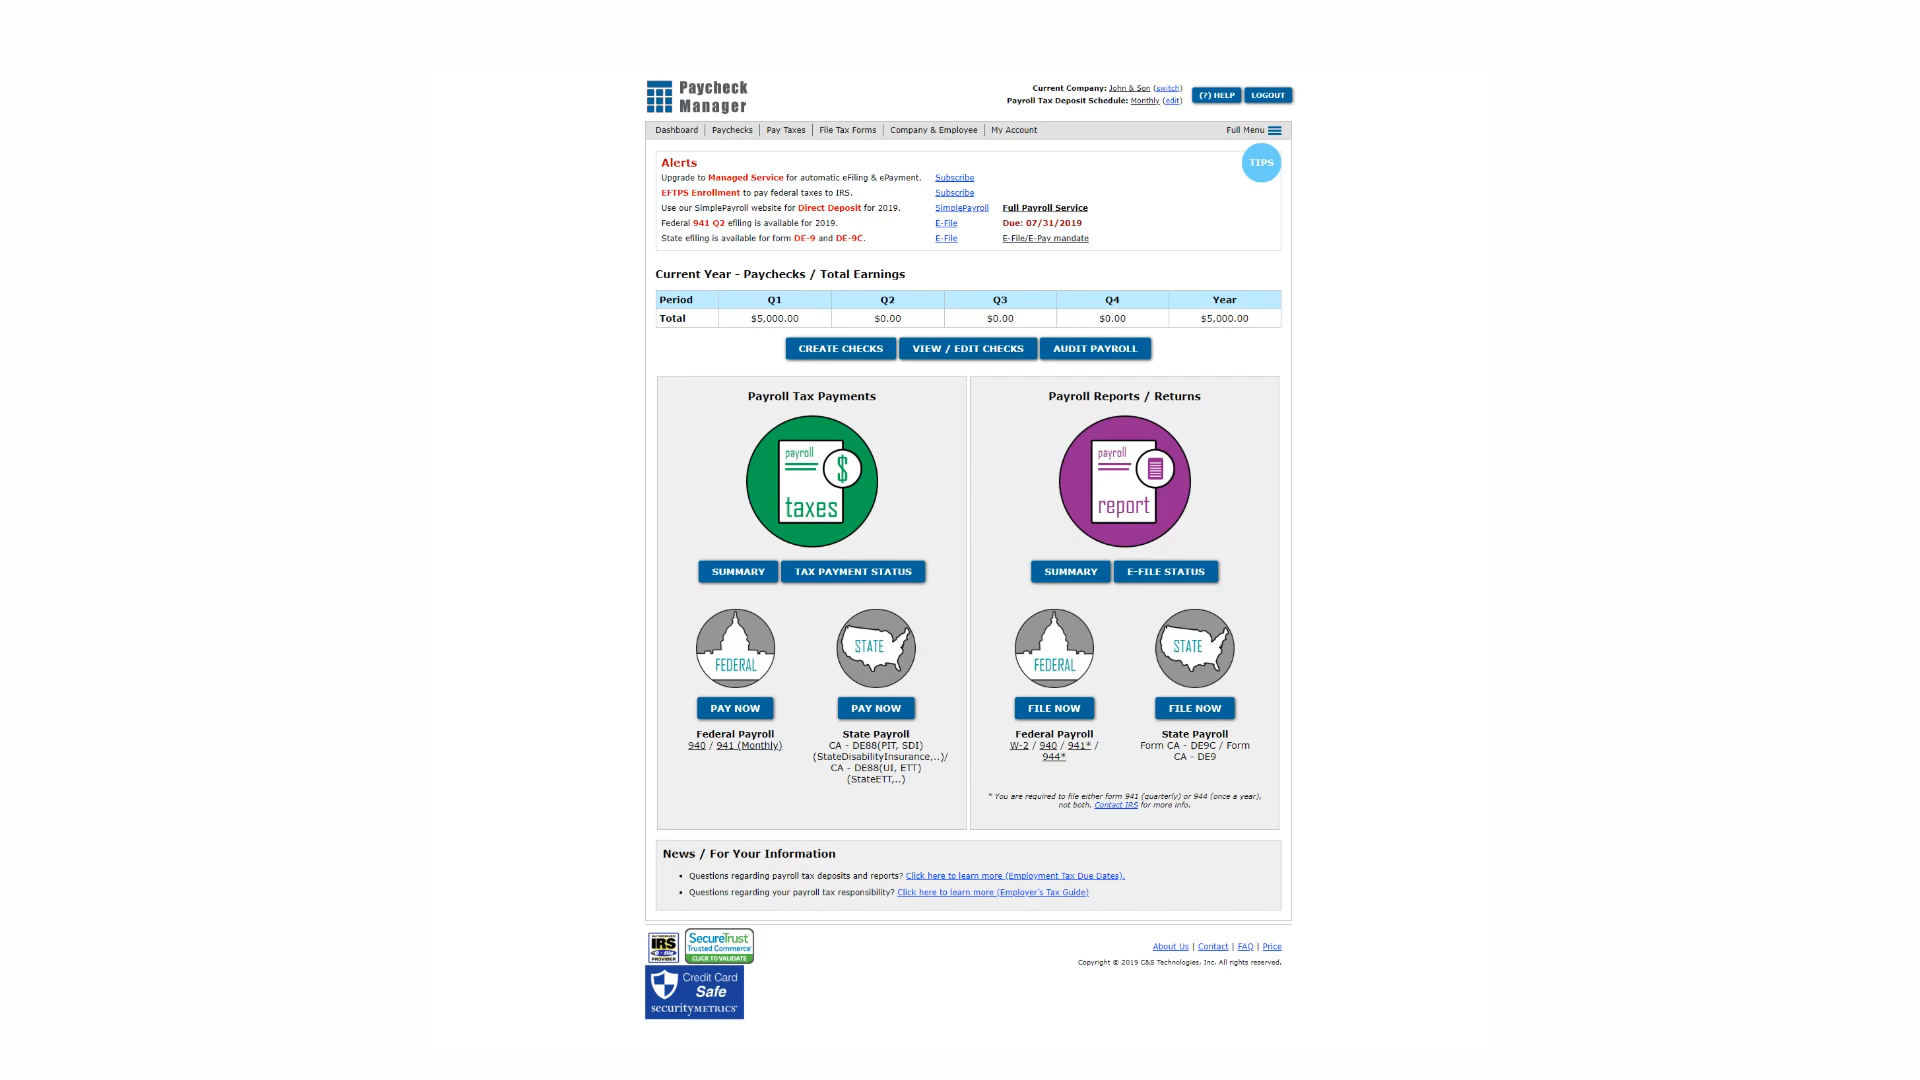 Paycheck
Manager
Current Company: John & Son (switch)
Payroll Tax Deposit Schedule: Monthly (edit)
(?) HELP
LOGOUT
Dashboard | Paychecks | Pay Taxes | File Tax Forms | Company & Employee | My Account
Full Menu
TIPS
Alerts
Upgrade to Managed Service for automatic eFiling & ePayment. Subscribe
EFTPS Enrollment to pay federal taxes to IRS. Subscribe
Use our SimplePayroll website for Direct Deposit for 2019. SimplePayroll Full Payroll Service
Federal 941 Q2 efiling is available for 2019. E-File Due: 07/31/2019
State efiling is available for form DE-9 and DE-9C. E-File E-File/E-Pay mandate
Current Year - Paychecks / Total Earnings
Period Q1 Q2 Q3 Q4 Year
Total $5,000.00 $0.00 $0.00 $0.00 $5,000.00
CREATE CHECKS
VIEW / EDIT CHECKS
AUDIT PAYROLL
Payroll Tax Payments
payroll
$
taxes
SUMMARY
TAX PAYMENT STATUS
FEDERAL
STATE
PAY NOW
PAY NOW
Federal Payroll
940 / 941 (Monthly)
State Payroll
CA - DE88(PIT, SDI)
(StateDisabilityInsurance,..)/
CA - DE88(UI, ETT)
(StateETT,..)
Payroll Reports / Returns
payroll
report
SUMMARY
E-FILE STATUS
FEDERAL
STATE
FILE NOW
FILE NOW
Federal Payroll
W-2 / 940 / 941* /
944*
State Payroll
Form CA - DE9C / Form
CA - DE9
* You are required to file either form 941 (quarterly) or 944 (once a year),
not both. Contact IRS for more info.
News / For Your Information
• Questions regarding payroll tax deposits and reports? Click here to learn more (Employment Tax Due Dates).
• Questions regarding your payroll tax responsibility? Click here to learn more (Employer's Tax Guide)
IRS
e-file
PROVIDER
SecureTrust
Trusted Commerce
CLICK TO VALIDATE
Credit Card
Safe
securityMETRICS
About Us | Contact | FAQ | Price
Copyright © 2019 C&S Technologies, Inc. All rights reserved.